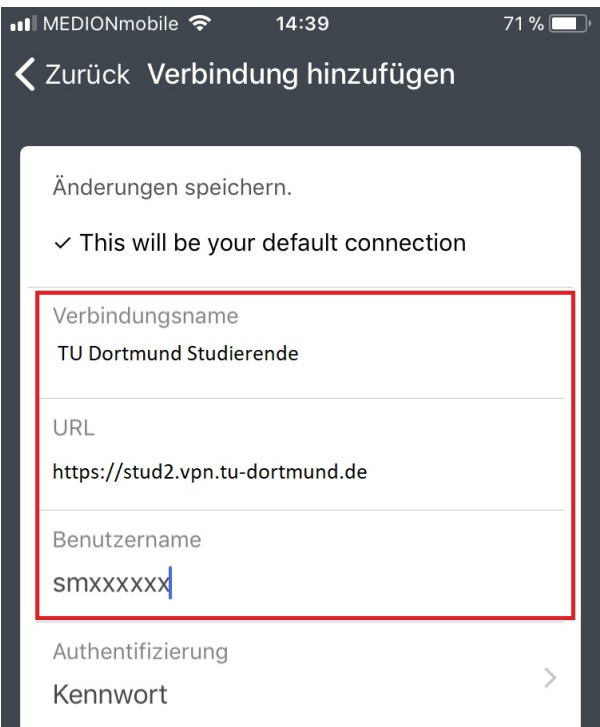 MEDIONmobile 14:39 71 %
Zurück Verbindung hinzufügen
Änderungen speichern.
✓ This will be your default connection
Verbindungsname
TU Dortmund Studierende
URL
https://stud2.vpn.tu-dortmund.de
Benutzername
smxxxxxx
Authentifizierung
Kennwort